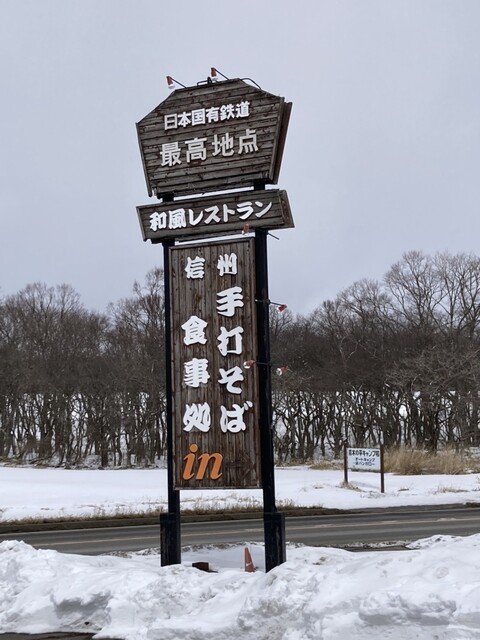 日本国有鉄道
最高地点
和風レストラン
信州
手打そば
食事処
in